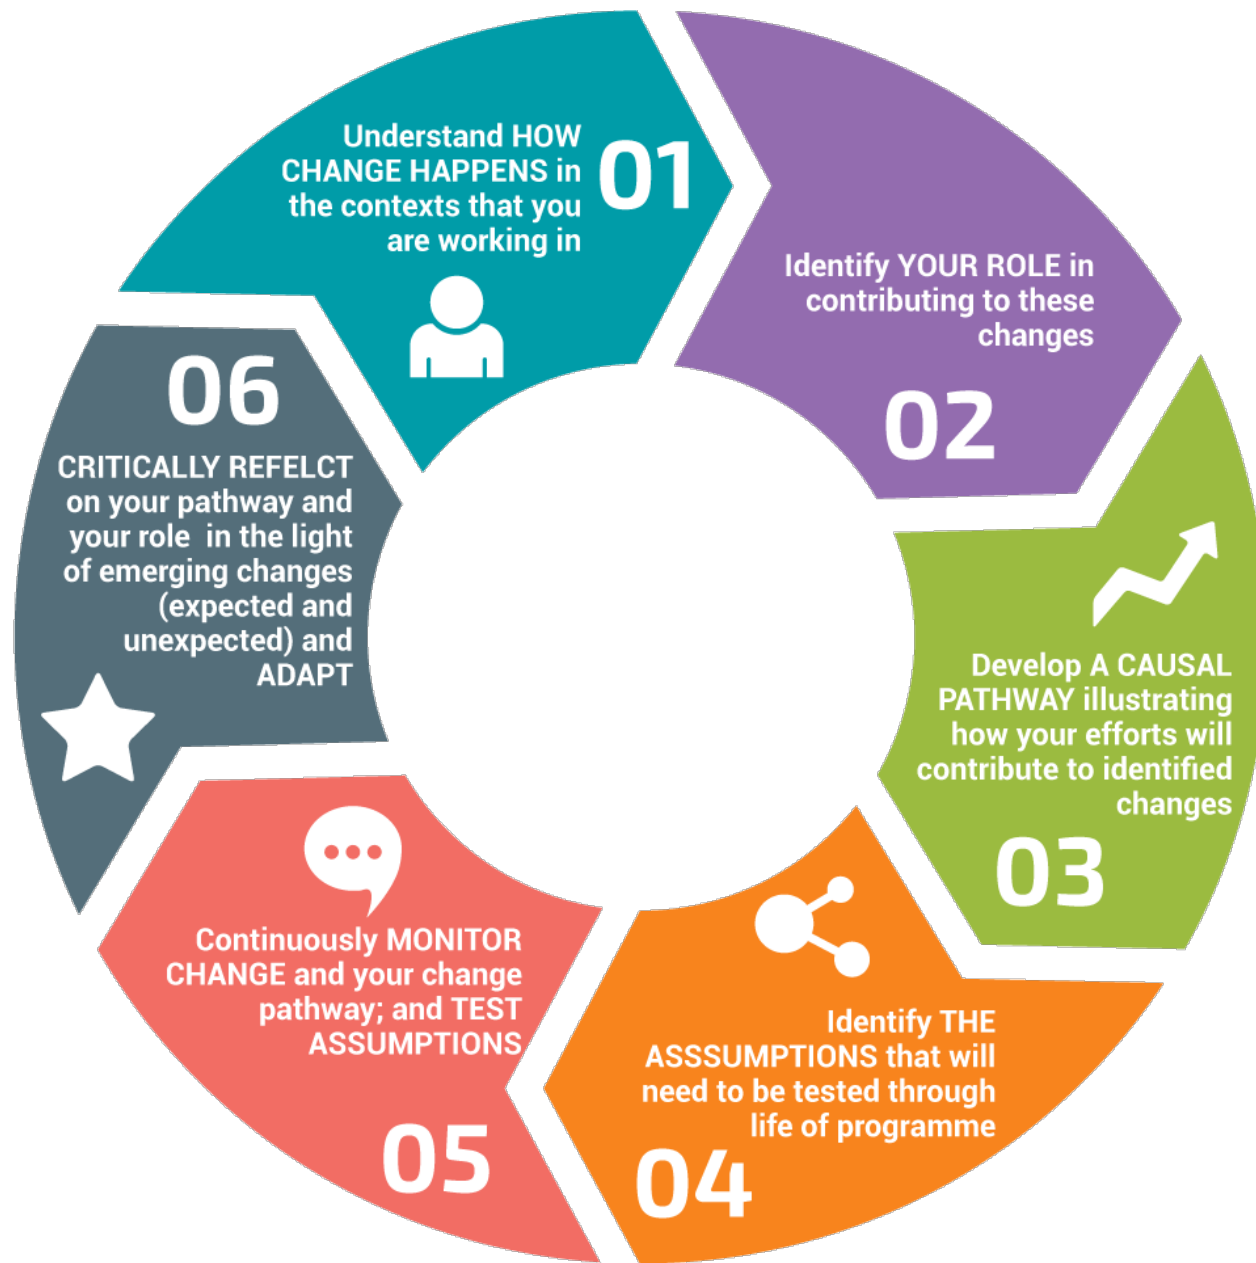 Understand HOW
CHANGE HAPPENS in
the contexts that you
are working in
01
Identify YOUR ROLE in
contributing to these
changes
02
Develop A CAUSAL
PATHWAY illustrating
how your efforts will
contribute to identified
changes
03
Identify THE
ASSSUMPTIONS that will
need to be tested through
life of programme
04
Continuously MONITOR
CHANGE and your change
pathway; and TEST
ASSUMPTIONS
05
06
CRITICALLY REFELCT
on your pathway and
your role in the light
of emerging changes
(expected and
unexpected) and
ADAPT